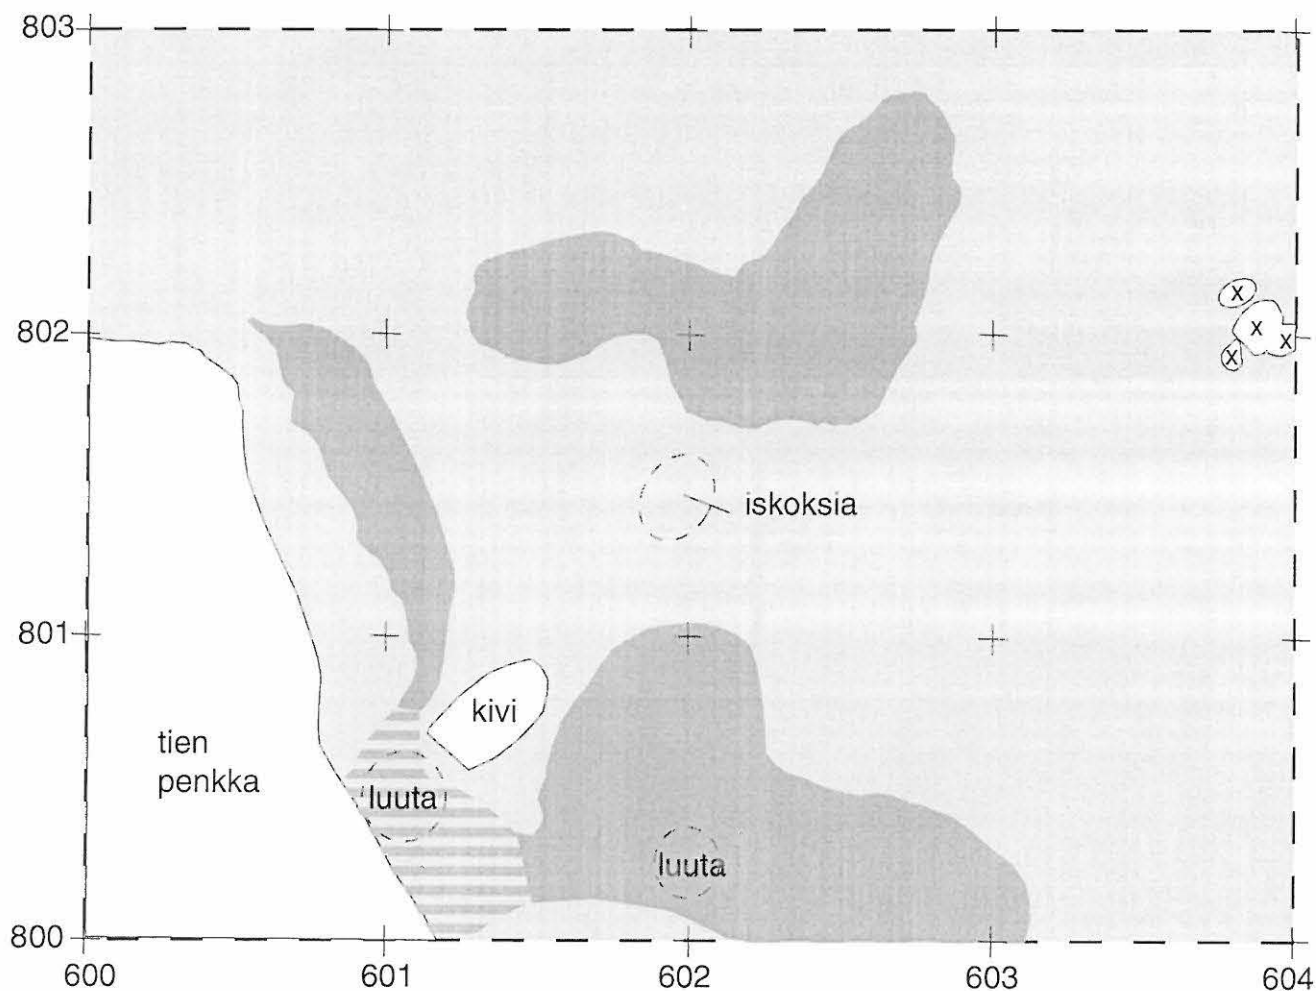 803
802
x
x
x
x
iskoksia
801
kivi
tien
penkka
luuta
luuta
800
600
601
602
603
604